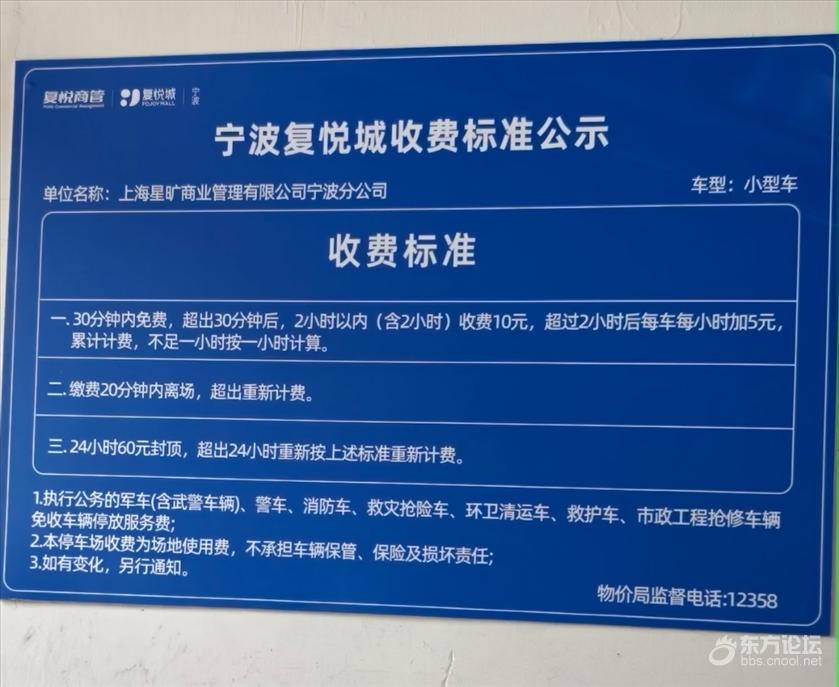 复悦商管 复悦城 宁波
FOJOY MALL
宁波复悦城收费标准公示
单位名称：上海星旷商业管理有限公司宁波分公司 车型：小型车
收费标准
一. 30分钟内免费，超出30分钟后，2小时以内（含2小时）收费10元，超过2小时后每车每小时加5元，
累计计费，不足一小时按一小时计算。
二. 缴费20分钟内离场，超出重新计费。
三. 24小时60元封顶，超出24小时重新按上述标准重新计费。
1.执行公务的军车(含武警车辆)、警车、消防车、救灾抢险车、环卫清运车、救护车、市政工程抢修车辆
免收车辆停放服务费;
2.本停车场收费为场地使用费，不承担车辆保管、保险及损坏责任;
3.如有变化，另行通知。
物价局监督电话:12358
东方论坛
bbs.cnool.net